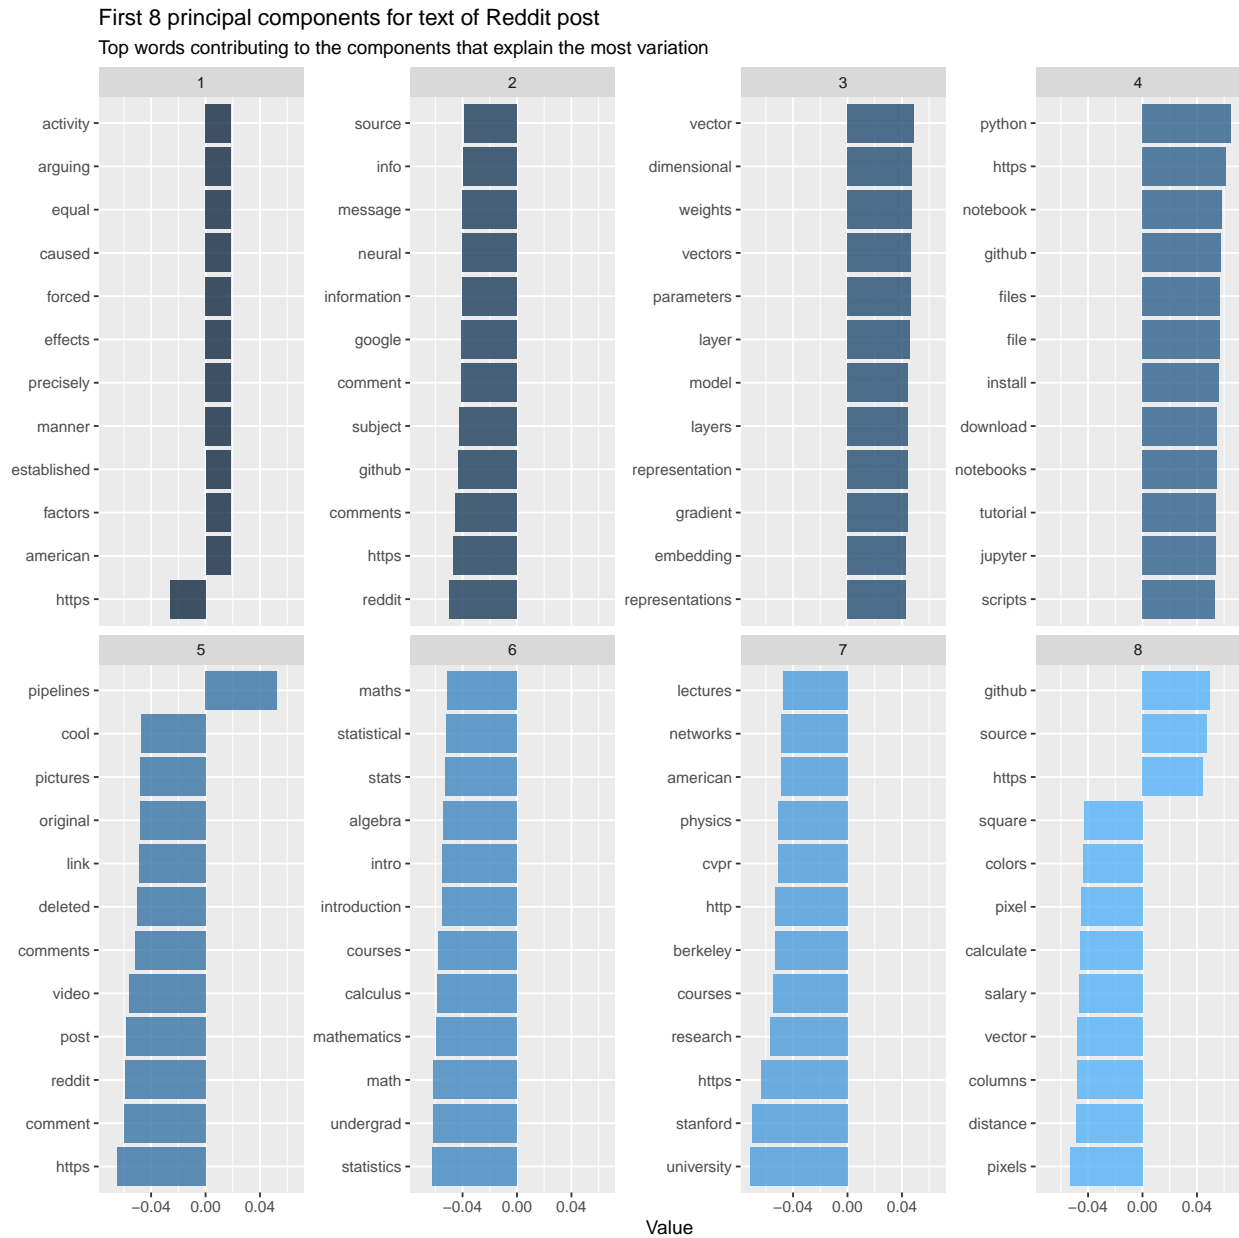 First 8 principal components for text of Reddit post
Top words contributing to the components that explain the most variation
1
activity
arguing
equal
caused
forced
effects
precisely
manner
established
factors
american
https
2
source
info
message
neural
information
google
comment
subject
github
comments
https
reddit
3
vector
dimensional
weights
vectors
parameters
layer
model
layers
representation
gradient
embedding
representations
4
python
https
notebook
github
files
file
install
download
notebooks
tutorial
jupyter
scripts
5
pipelines
cool
pictures
original
link
deleted
comments
video
post
reddit
comment
https
−0.04 0.00 0.04
6
maths
statistical
stats
algebra
intro
introduction
courses
calculus
mathematics
math
undergrad
statistics
−0.04 0.00 0.04
7
lectures
networks
american
physics
cvpr
http
berkeley
courses
research
https
stanford
university
−0.04 0.00 0.04
8
github
source
https
square
colors
pixel
calculate
salary
vector
columns
distance
pixels
−0.04 0.00 0.04
Value